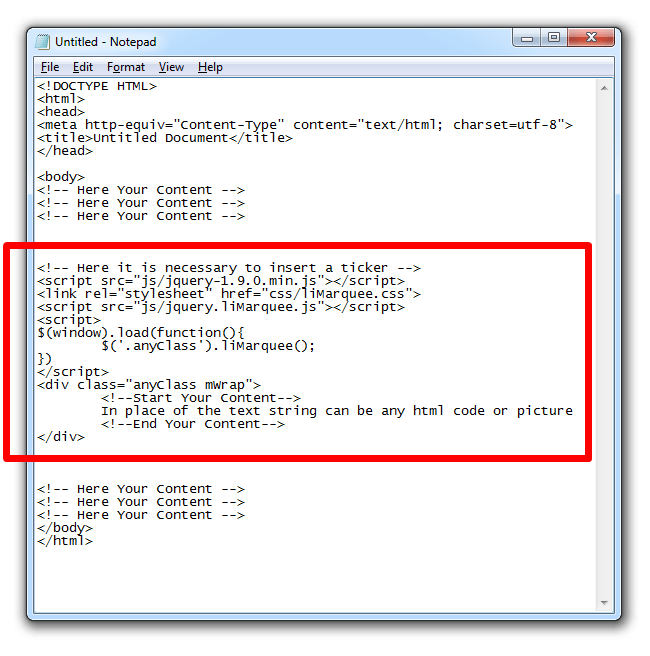 Untitled - Notepad
File Edit Format View Help
<!DOCTYPE HTML>
<html>
<head>
<meta http-equiv="Content-Type" content="text/html; charset=utf-8">
<title>Untitled Document</title>
</head>
<body>
<!-- Here Your Content -->
<!-- Here Your Content -->
<!-- Here Your Content -->
<!-- Here it is necessary to insert a ticker -->
<script src="js/jquery-1.9.0.min.js"></script>
<link rel="stylesheet" href="css/liMarquee.css">
<script src="js/jquery.liMarquee.js"></script>
<script>
$(window).load(function(){
        $('.anyClass').liMarquee();
})
</script>
<div class="anyClass mWrap">
        <!--Start Your Content-->
        In place of the text string can be any html code or picture
        <!--End Your Content-->
</div>
<!-- Here Your Content -->
<!-- Here Your Content -->
<!-- Here Your Content -->
</body>
</html>